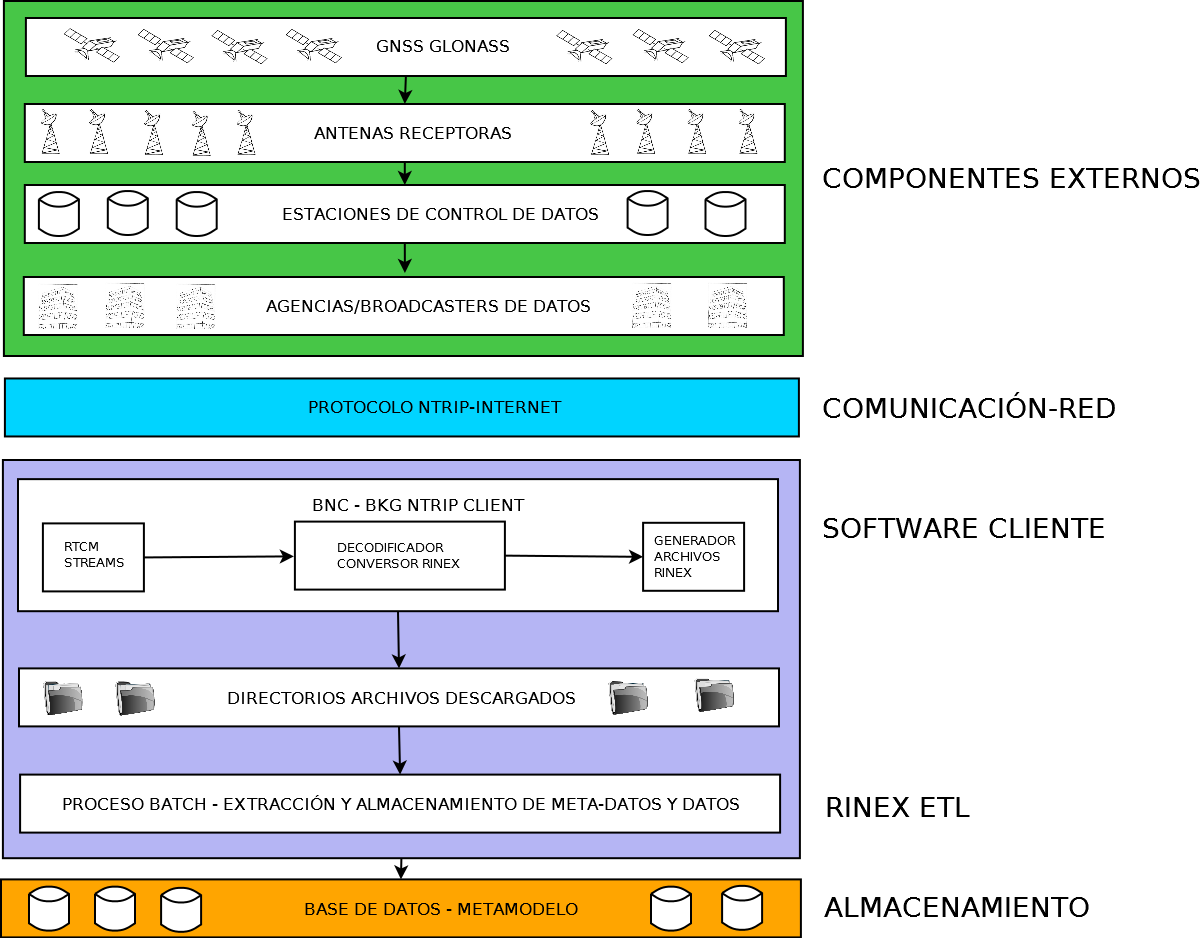 GNSS GLONASS
ANTENAS RECEPTORAS
ESTACIONES DE CONTROL DE DATOS
AGENCIAS/BROADCASTERS DE DATOS
COMPONENTES EXTERNOS
PROTOCOLO NTRIP-INTERNET
COMUNICACIÓN-RED
BNC - BKG NTRIP CLIENT
RTCM
STREAMS
DECODIFICADOR
CONVERSOR RINEX
GENERADOR
ARCHIVOS
RINEX
SOFTWARE CLIENTE
DIRECTORIOS ARCHIVOS DESCARGADOS
PROCESO BATCH - EXTRACCIÓN Y ALMACENAMIENTO DE META-DATOS Y DATOS
RINEX ETL
BASE DE DATOS - METAMODELO
ALMACENAMIENTO